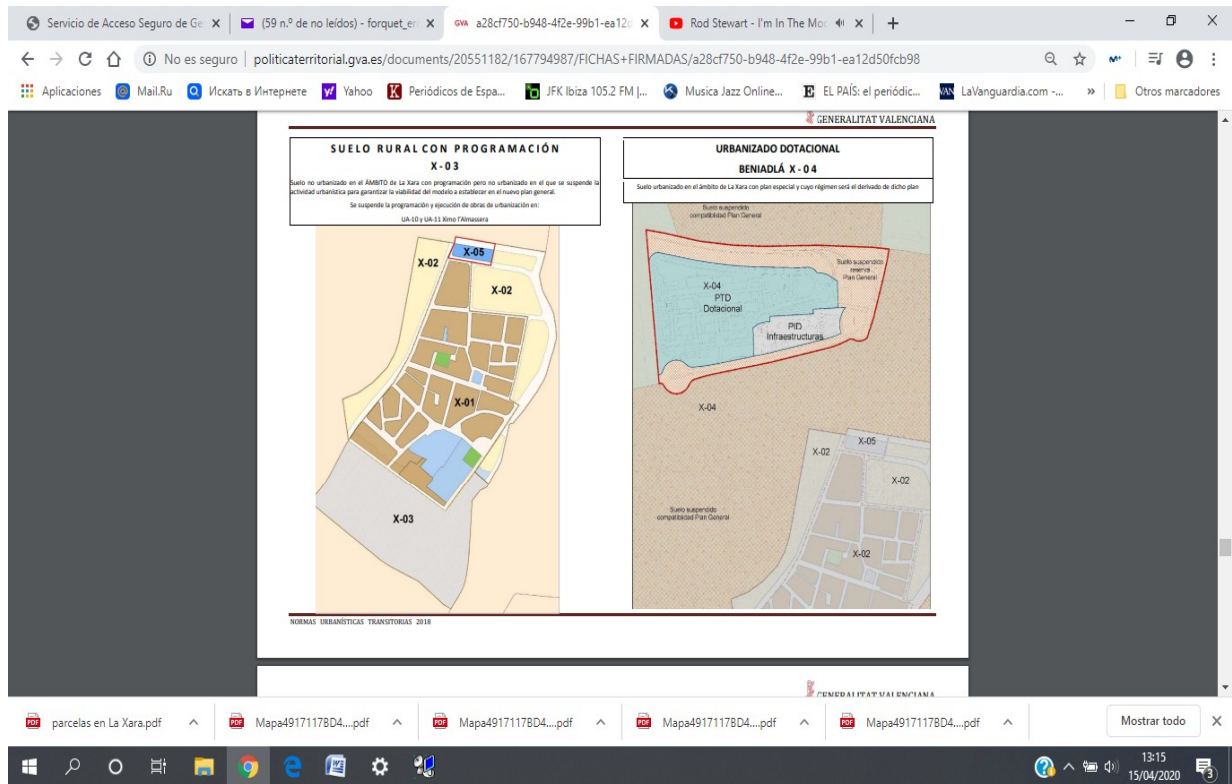 Servicio de Acceso Seguro de Ge
(59 n.º de no leídos) - forquet_en
GVA a28cf750-b948-4f2e-99b1-ea12d
Rod Stewart - I'm In The Moo
No es seguro | politicaterritorial.gva.es/documents/20551182/167794987/FICHAS+FIRMADAS/a28cf750-b948-4f2e-99b1-ea12d50fcb98
Aplicaciones Mail.Ru Искать в Интернете Yahoo Periódicos de Espa... JFK Ibiza 105.2 FM |... Musica Jazz Online... EL PAÍS: el periódic... LaVanguardia.com -... » Otros marcadores
GENERALITAT VALENCIANA
SUELO RURAL CON PROGRAMACIÓN
X-03
Suelo no urbanizado en el ÁMBITO de La Xara con programación pero no urbanizado en el que se suspende la
actividad urbanística para garantizar la viabilidad del modelo a establecer en el nuevo plan general.
Se suspende la programación y ejecución de obras de urbanización en:
UA-10 y UA-11 Ximo l'Almassera
X-05
X-02
X-02
X-01
X-03
URBANIZADO DOTACIONAL
BENIADLÁ X-04
Suelo urbanizado en el ámbito de La Xara con plan especial y cuyo régimen será el derivado de dicho plan
Suelo suspendido
compatibilidad Plan General
Suelo suspendido
reserva
Plan General
X-04
PTD
Dotacional
PID
Infraestructuras
X-04
X-05
X-02
X-02
Suelo suspendido
compatibilidad Plan General
X-02
NORMAS URBANÍSTICAS TRANSITORIAS 2018
GENERALITAT VALENCIANA
parcelas en La Xara.pdf
Mapa4917117BD4....pdf
Mapa4917117BD4....pdf
Mapa4917117BD4....pdf
Mapa4917117BD4....pdf
Mostrar todo
13:15
15/04/2020